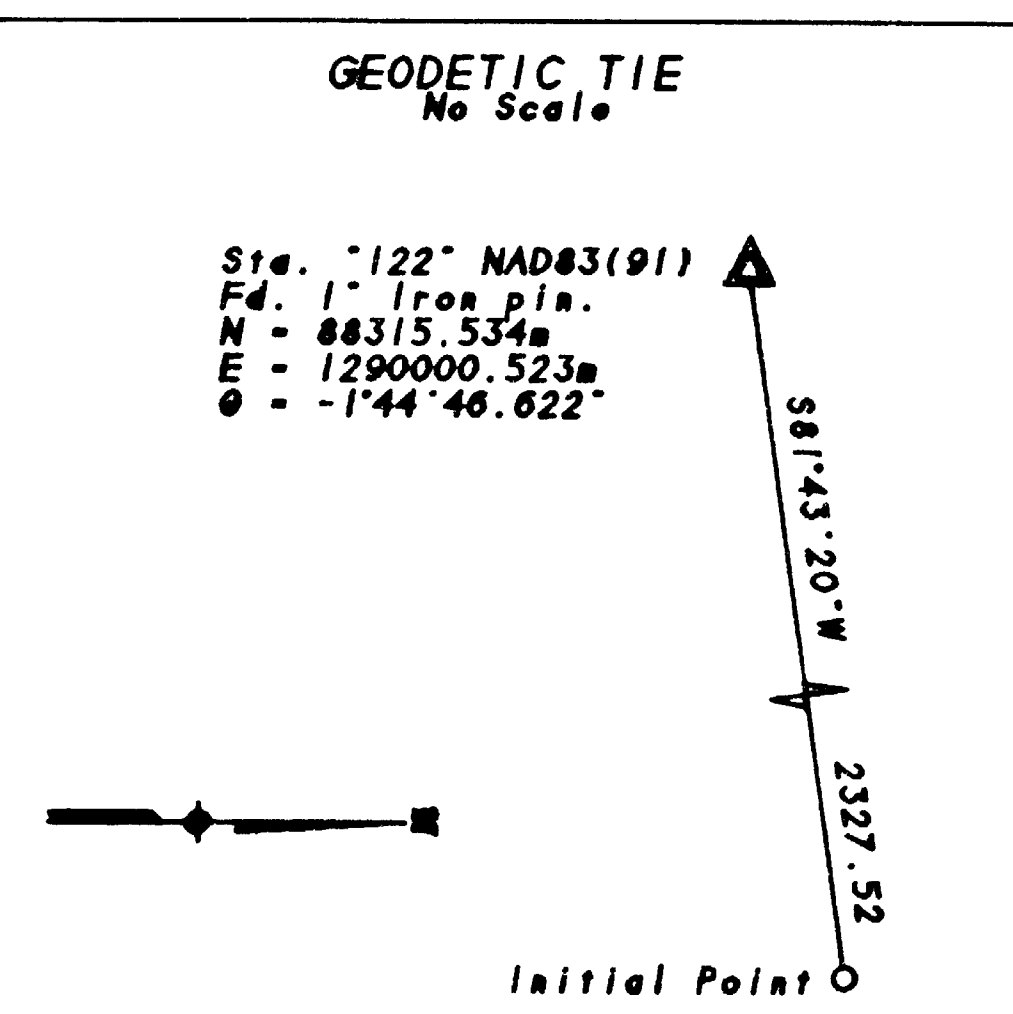 GEODETIC TIE
No Scale
Sta. "122" NAD83(91)
Fd. 1" Iron pin.
N = 88315.534m
E = 1290000.523m
θ = -1°44'46.622"
S81°43'20"W
2327.52
Initial Point